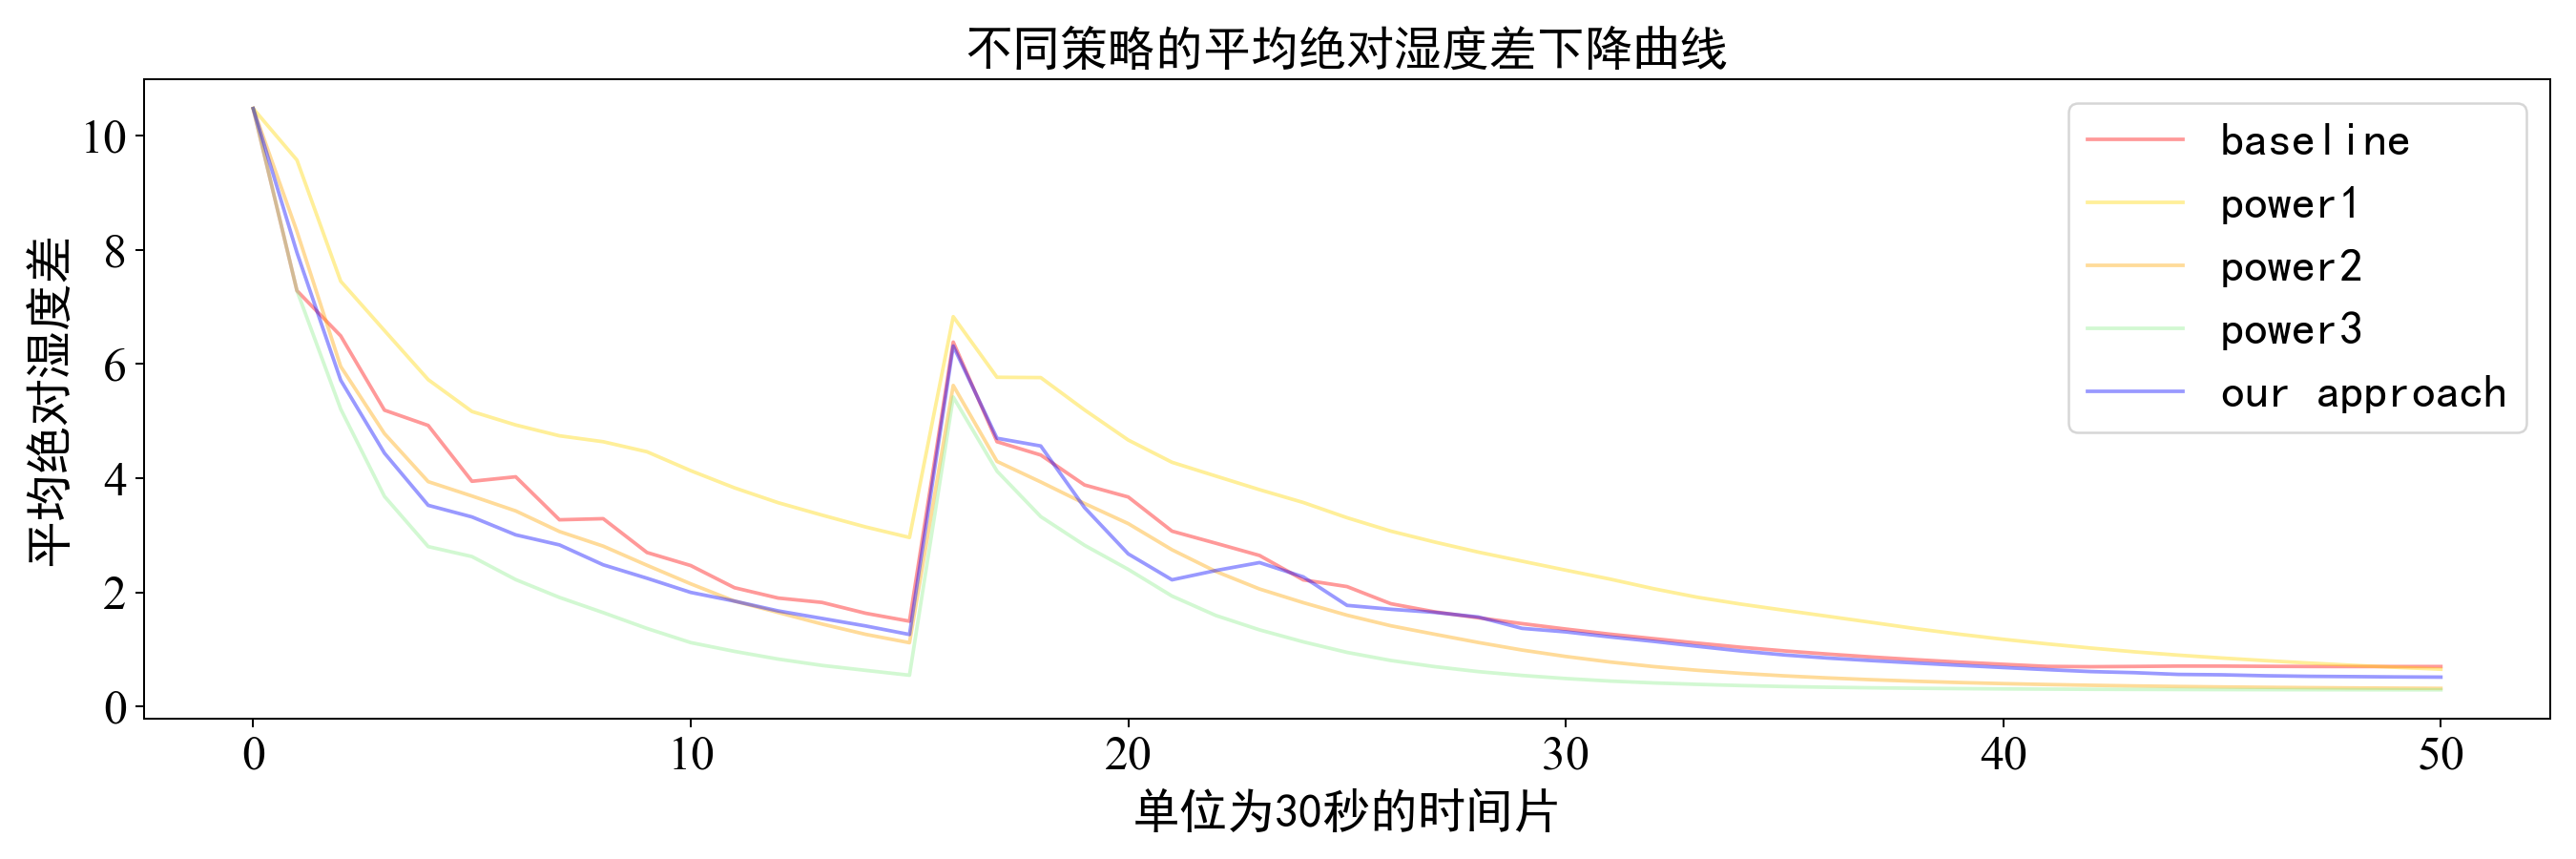 不同策略的平均绝对湿度差下降曲线
平均绝对湿度差
10
8
6
4
2
0
baseline
power1
power2
power3
our approach
0 10 20 30 40 50
单位为30秒的时间片